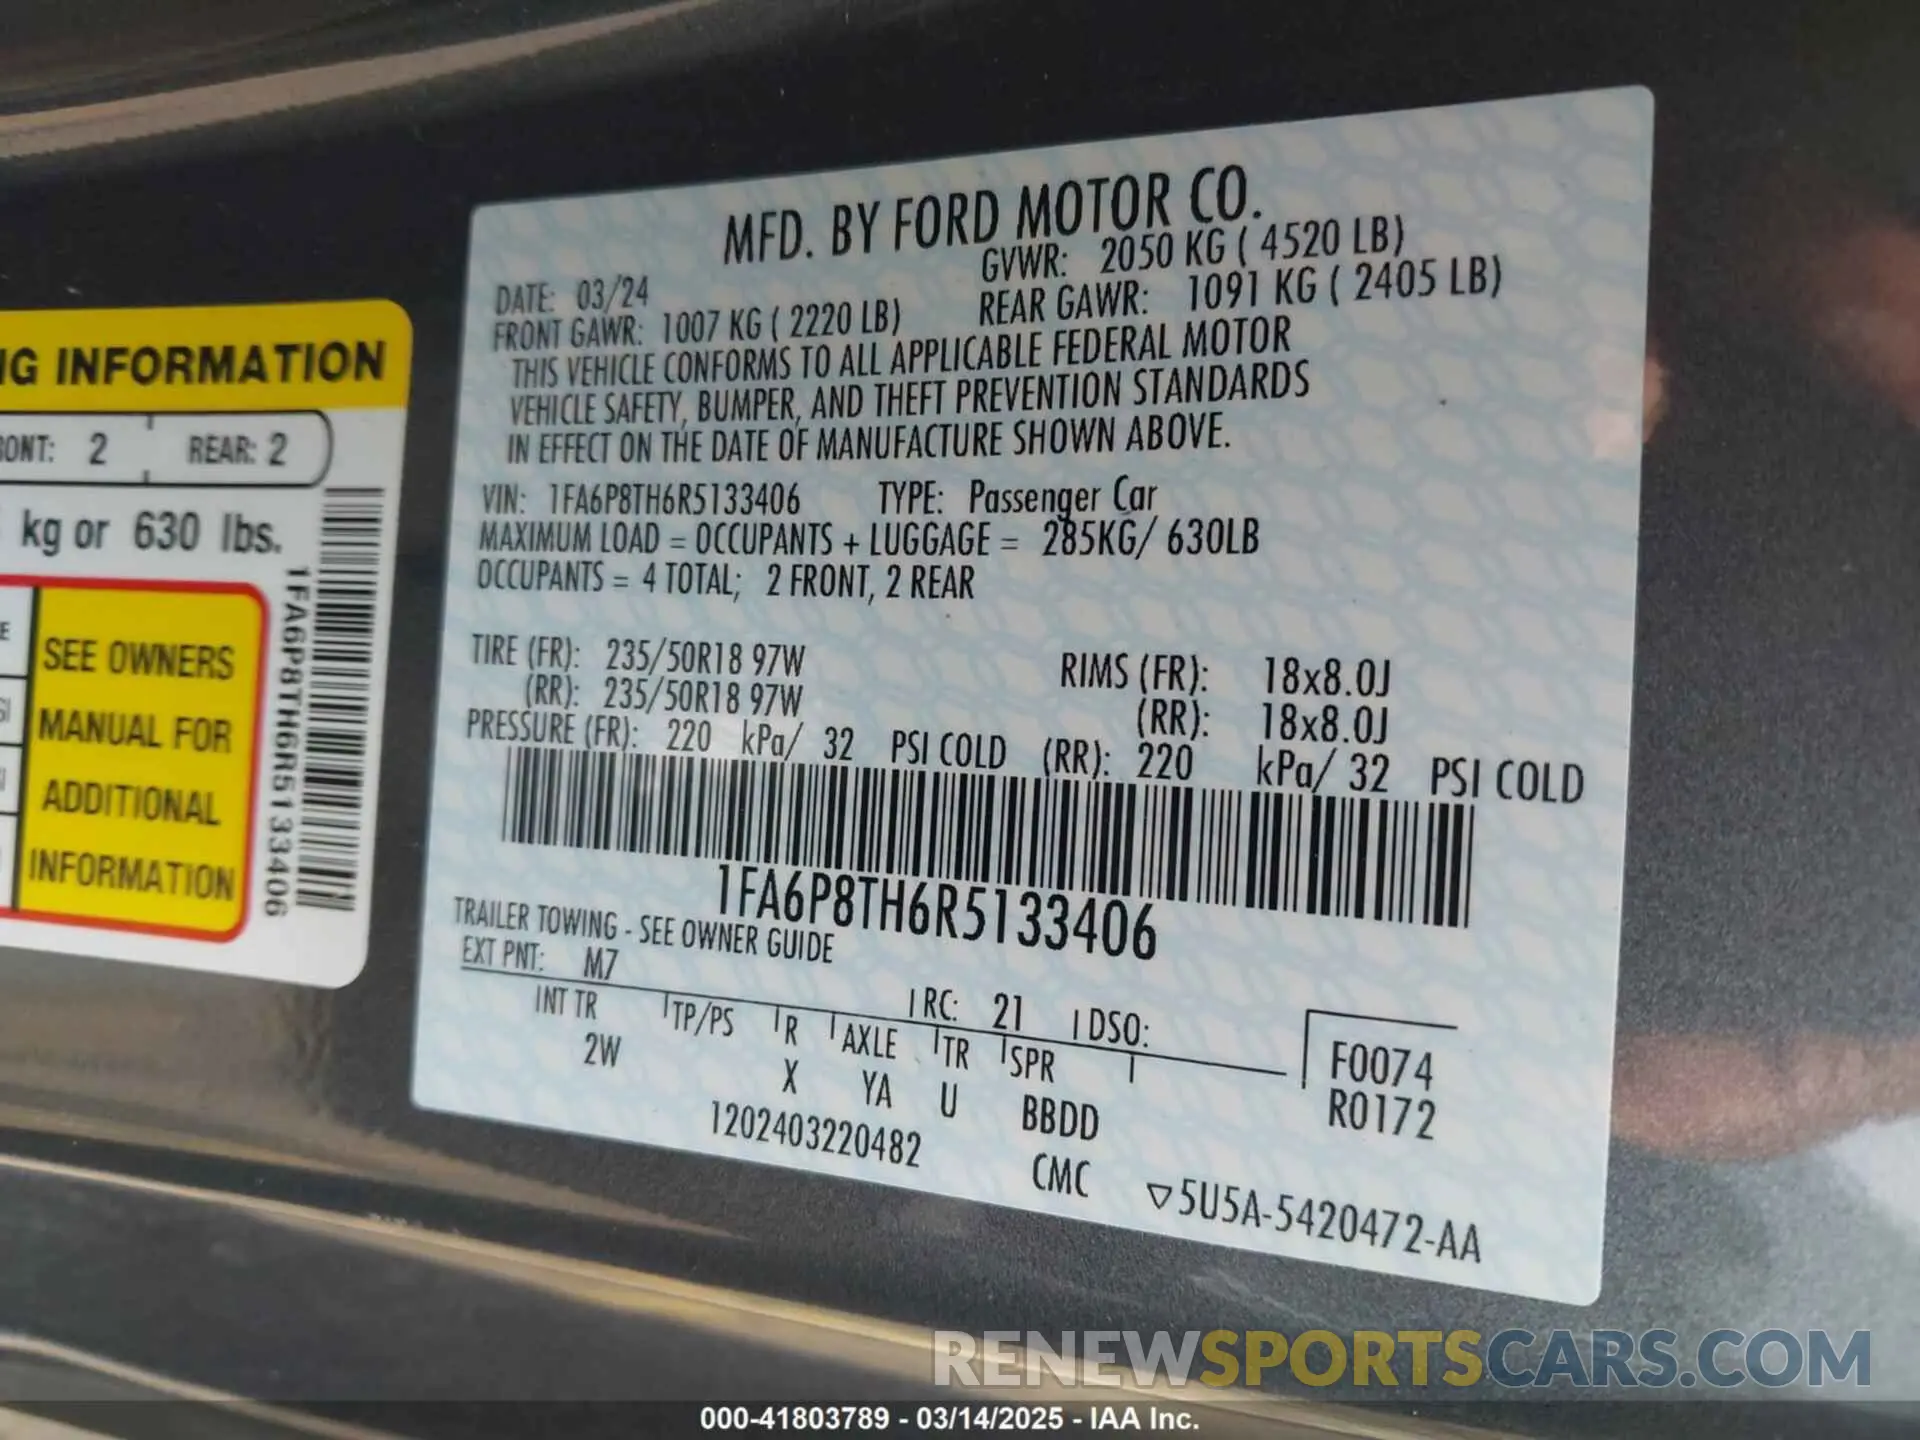 NG INFORMATION
RONT: 2 REAR: 2
kg or 630 lbs.
SEE OWNERS
MANUAL FOR
ADDITIONAL
INFORMATION
1FA6P8TH6R5133406
MFD. BY FORD MOTOR CO.
DATE: 03/24 GVWR: 2050 KG ( 4520 LB)
FRONT GAWR: 1007 KG ( 2220 LB) REAR GAWR: 1091 KG ( 2405 LB)
THIS VEHICLE CONFORMS TO ALL APPLICABLE FEDERAL MOTOR
VEHICLE SAFETY, BUMPER, AND THEFT PREVENTION STANDARDS
IN EFFECT ON THE DATE OF MANUFACTURE SHOWN ABOVE.
VIN: 1FA6P8TH6R5133406 TYPE: Passenger Car
MAXIMUM LOAD = OCCUPANTS + LUGGAGE = 285KG/ 630LB
OCCUPANTS = 4 TOTAL; 2 FRONT, 2 REAR
TIRE (FR): 235/50R18 97W RIMS (FR): 18x8.0J
(RR): 235/50R18 97W (RR): 18x8.0J
PRESSURE (FR): 220 kPa/ 32 PSI COLD (RR): 220 kPa/ 32 PSI COLD
1FA6P8TH6R5133406
TRAILER TOWING - SEE OWNER GUIDE
EXT PNT: M7 RC: 21 DSO:
INT TR TP/PS R AXLE TR SPR F0074
2W X YA U BBDD R0172
1202403220482 CMC ▽5U5A-5420472-AA
RENEWSPORTSCARS.COM
000-41803789 - 03/14/2025 - IAA Inc.